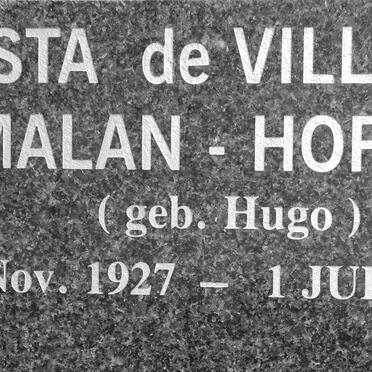 STA de VILL
MALAN - HOF
( geb. Hugo )
Nov. 1927 – 1 JU